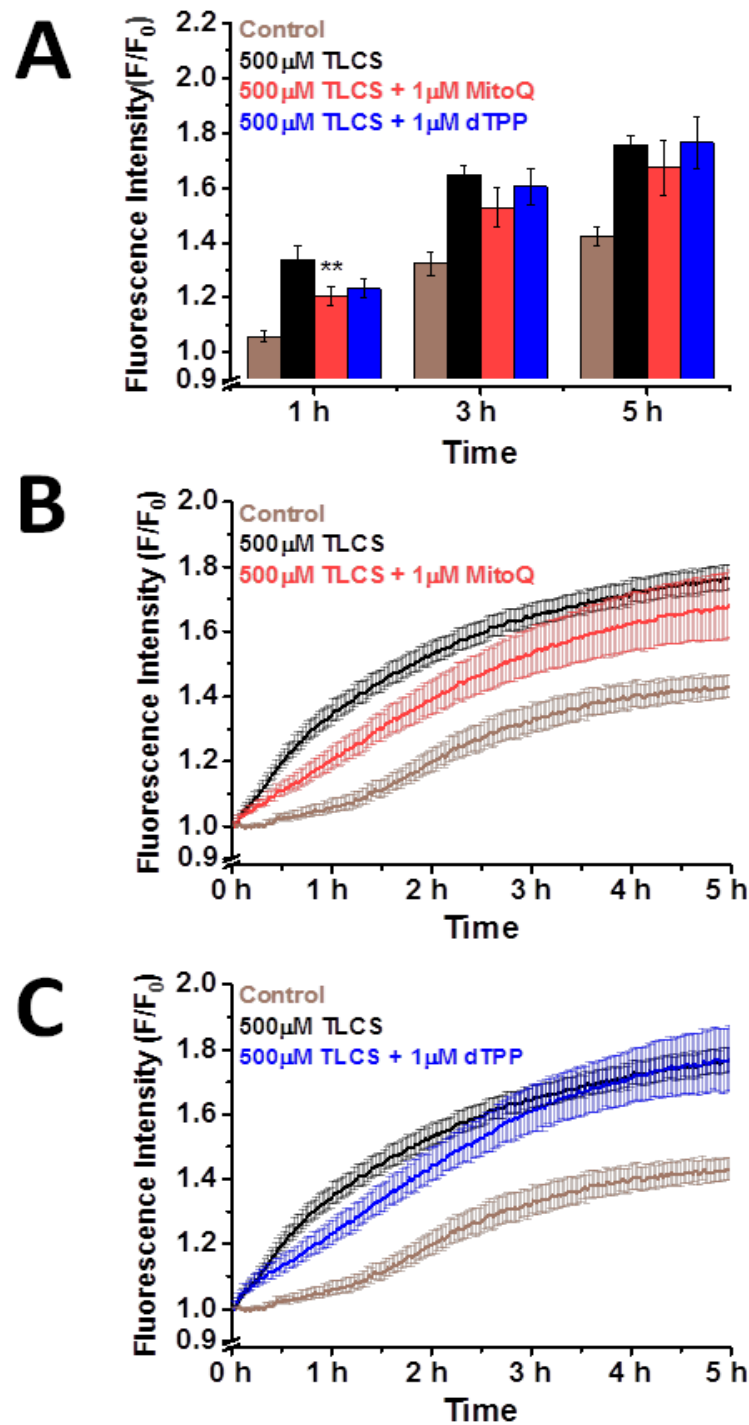 A
Fluorescence Intensity(F/F0)
2.2
2.0
1.8
1.6
1.4
1.2
1.0
0.9
Control
500µM TLCS
500µM TLCS + 1µM MitoQ
500µM TLCS + 1µM dTPP
**
1 h
3 h
5 h
Time
B
Fluorescence Intensity (F/F0)
2.0
1.8
1.6
1.4
1.2
1.0
0.9
Control
500µM TLCS
500µM TLCS + 1µM MitoQ
0 h
1 h
2 h
3 h
4 h
5 h
Time
C
Fluorescence Intensity (F/F0)
2.0
1.8
1.6
1.4
1.2
1.0
0.9
Control
500µM TLCS
500µM TLCS + 1µM dTPP
0 h
1 h
2 h
3 h
4 h
5 h
Time